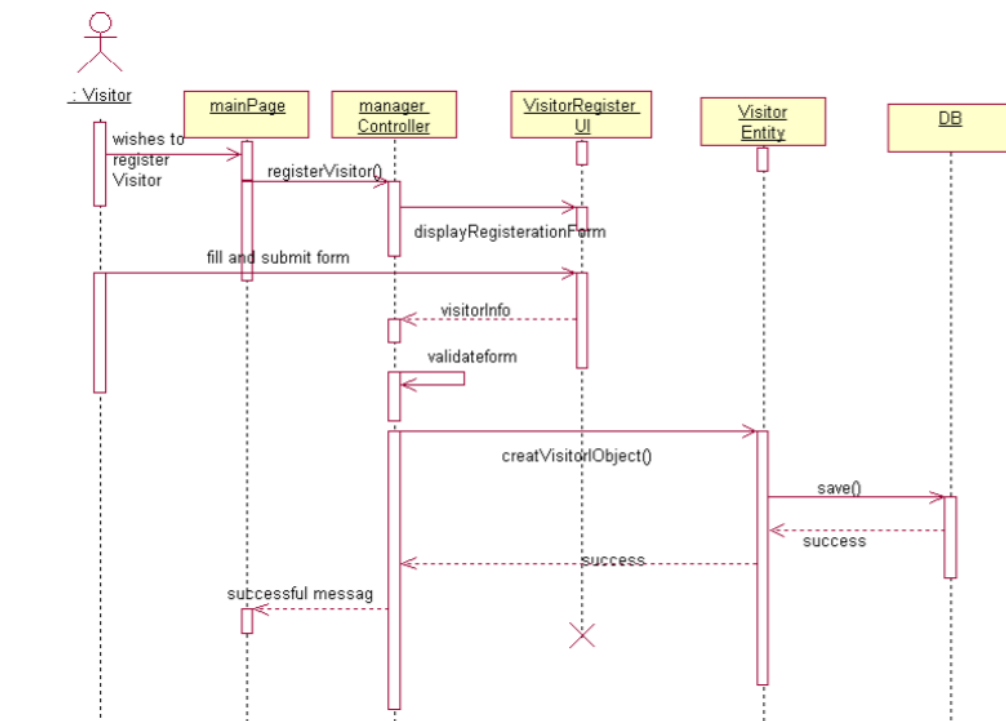 : Visitor
mainPage
manager
Controller
VisitorRegister
UI
Visitor
Entity
DB
wishes to
register
Visitor
registerVisitor()
displayRegisterationForm
fill and submit form
visitorInfo
validateform
creatVisitorlObject()
save()
success
success
successful messag